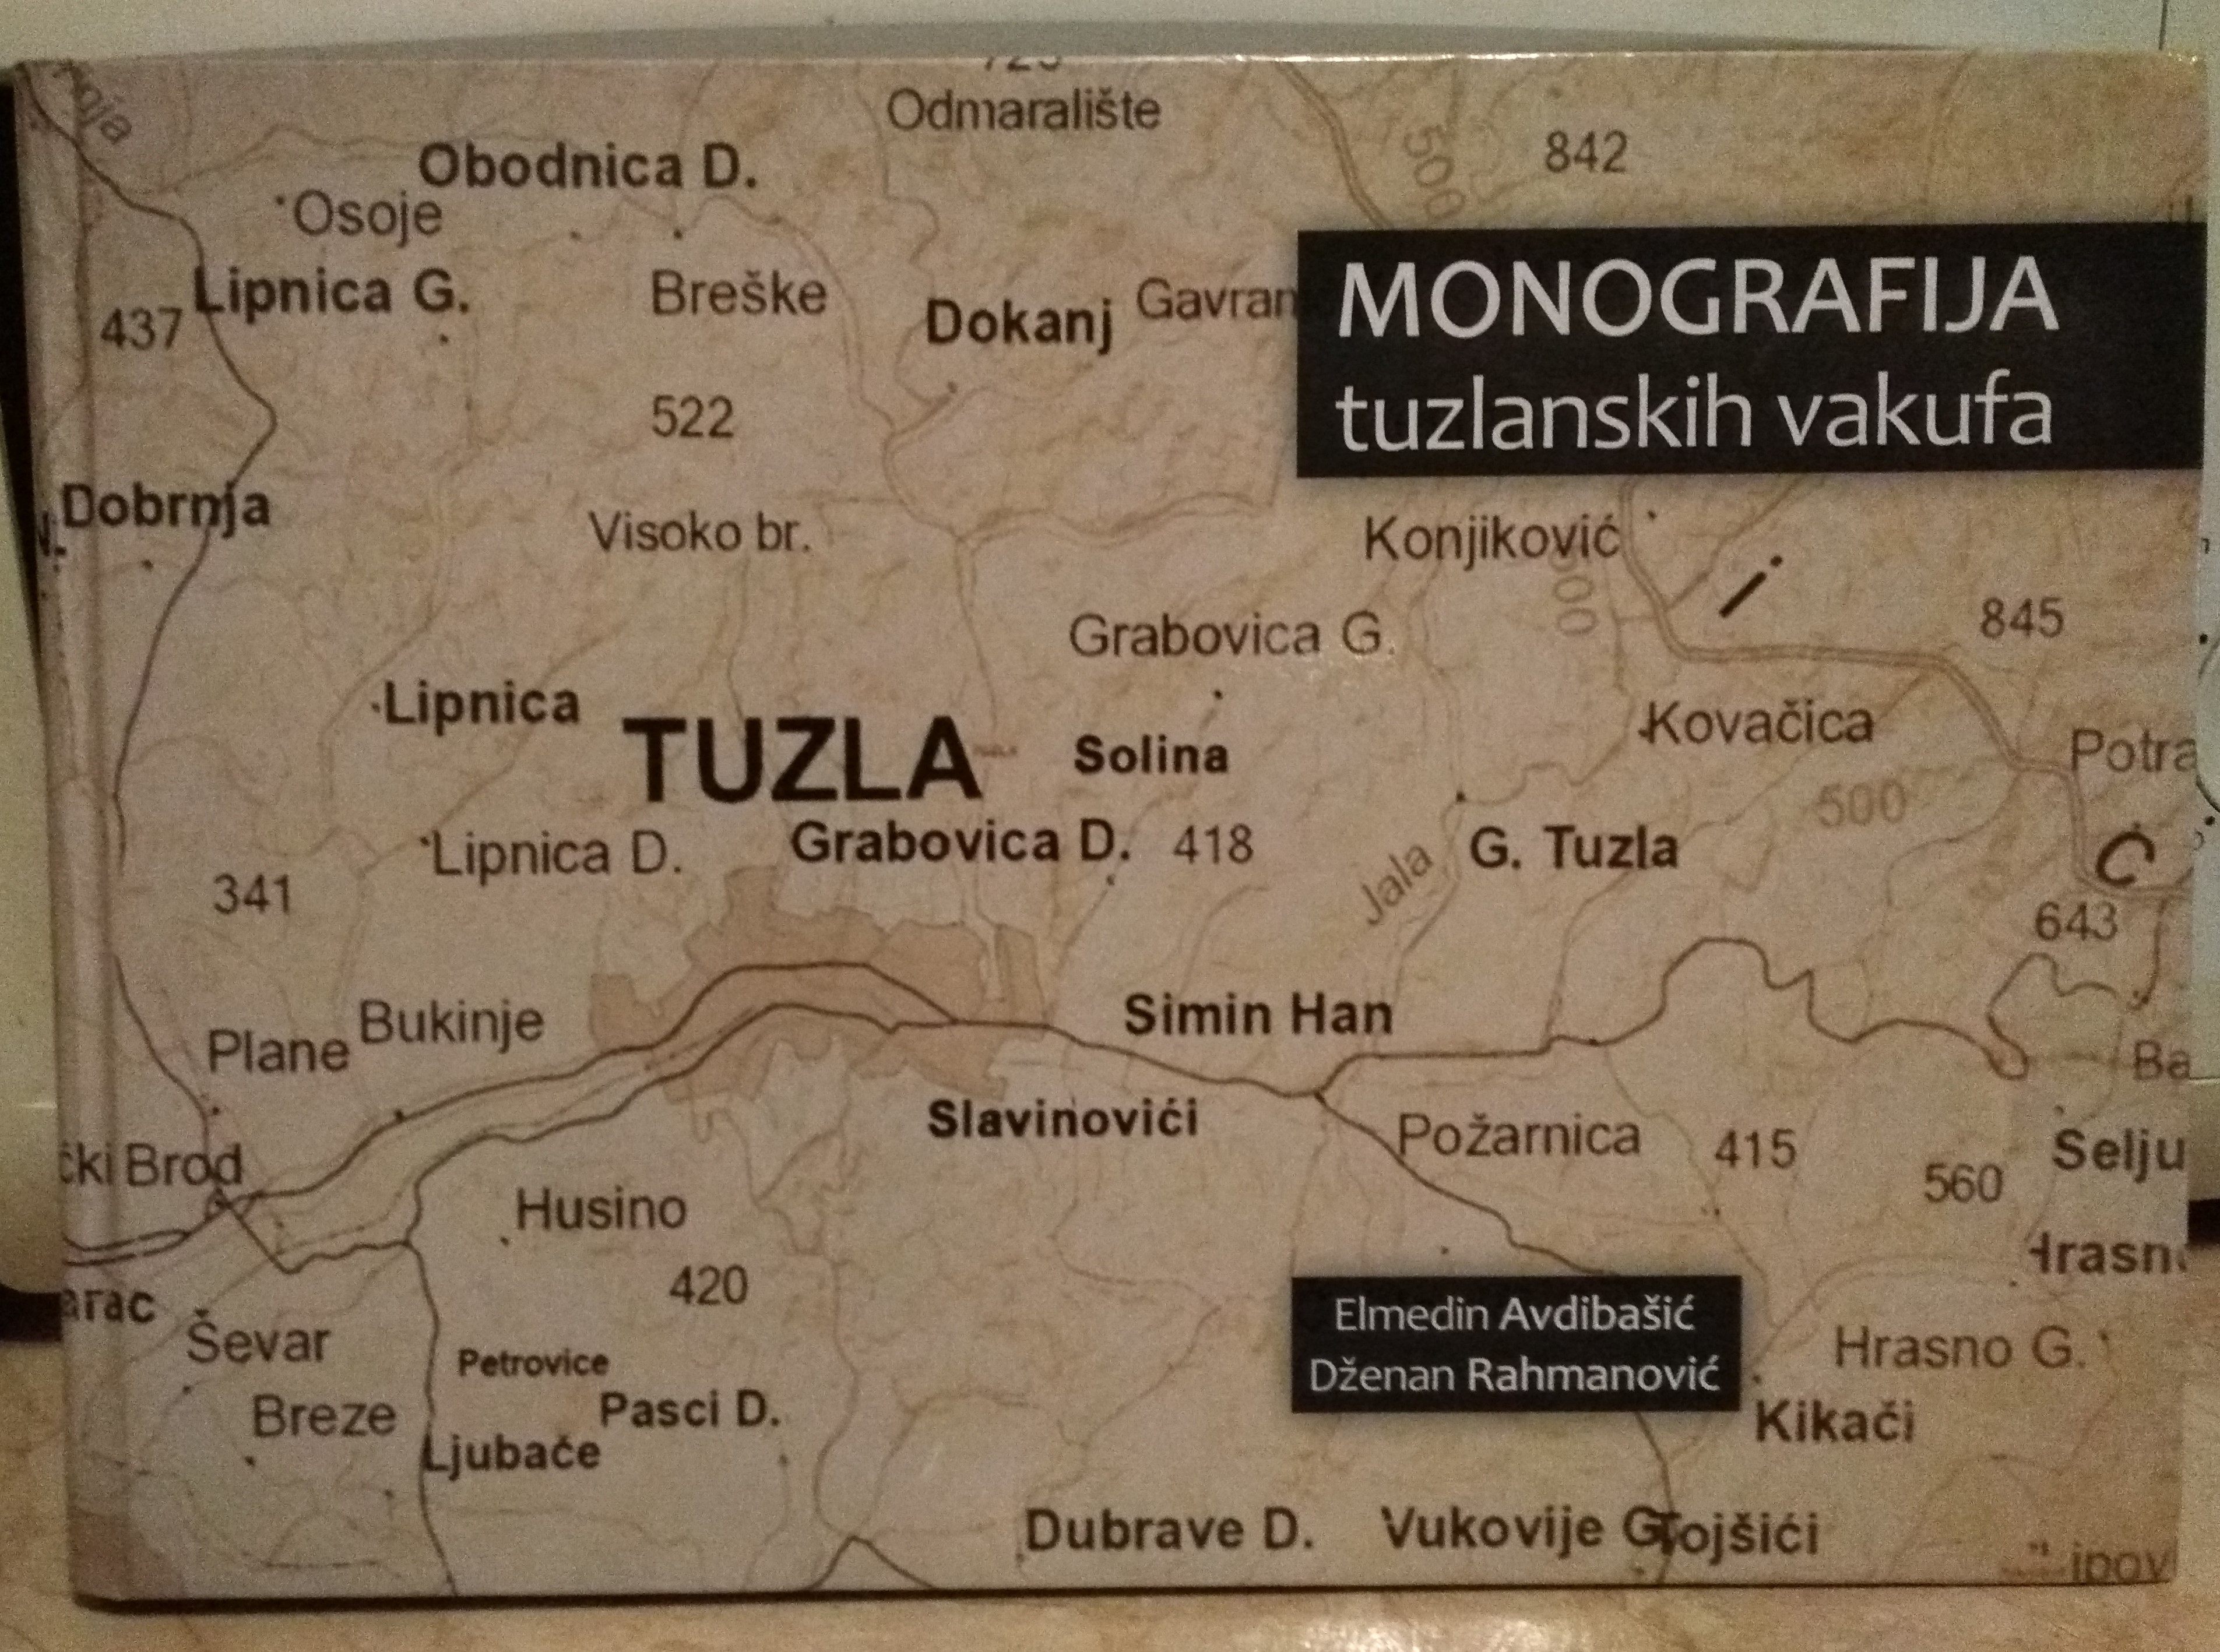 Odmaralište
842
500
Obodnica D.
Osoje
MONOGRAFIJA
tuzlanskih vakufa
Lipnica G.
Breške
Dokanj
Gavran
437
522
Dobrnja
Visoko br.
Konjiković
500
i
845
Grabovica G.
Lipnica
TUZLA
Solina
Kovačica
Potra
500
Lipnica D.
Grabovica D.
418
Jala
G. Tuzla
341
643
Plane
Bukinje
Simin Han
Ba
Slavinovići
Požarnica
415
560
Selju
čki Brod
Husino
420
arac
Ševar
Petrovice
Elmedin Avdibašić
Dženan Rahmanović
Hrasno G.
Breze
Pasci D.
Ljubače
Kikači
Dubrave D.
Vukovije G.
Tojšići